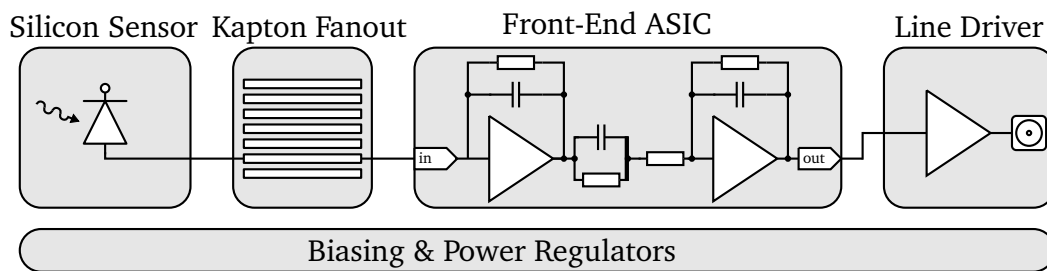 Silicon Sensor
Kapton Fanout
Front-End ASIC
Line Driver
in
out
Biasing & Power Regulators